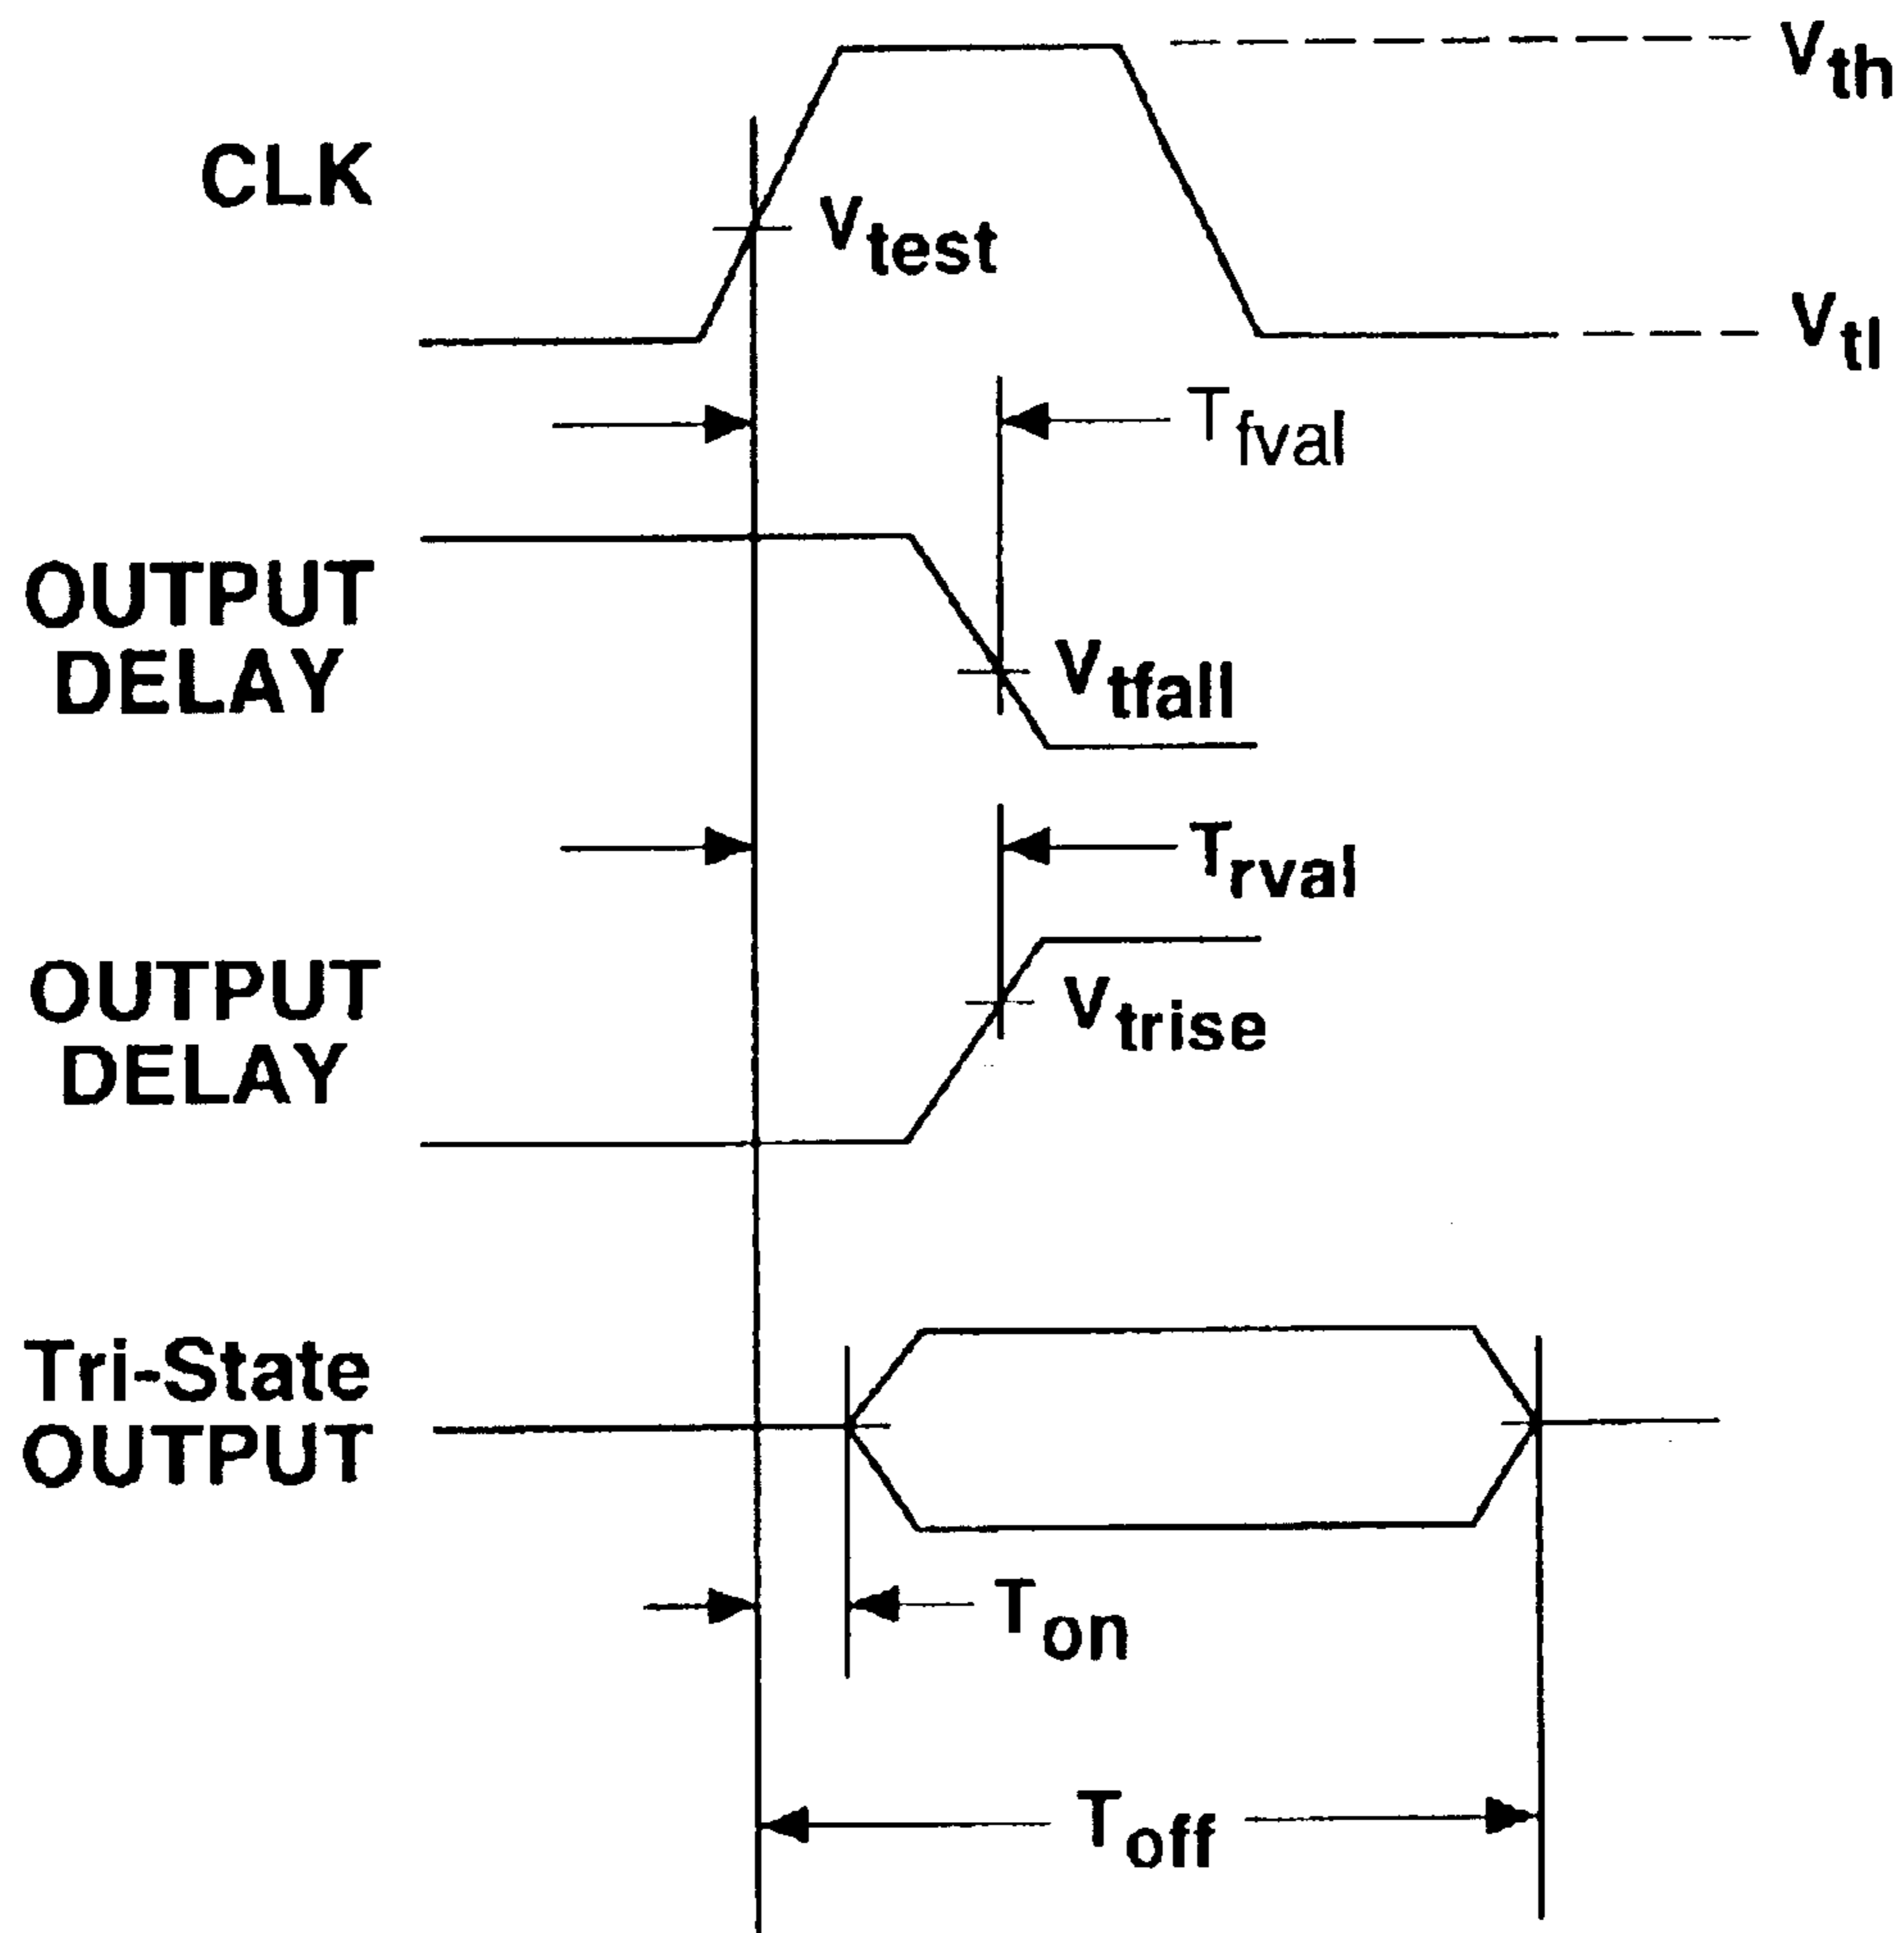 Vth
CLK
Vtest
Vtl
Tfval
OUTPUT
DELAY
Vtfall
Trval
OUTPUT
DELAY
Vtrise
Tri-State
OUTPUT
Ton
Toff